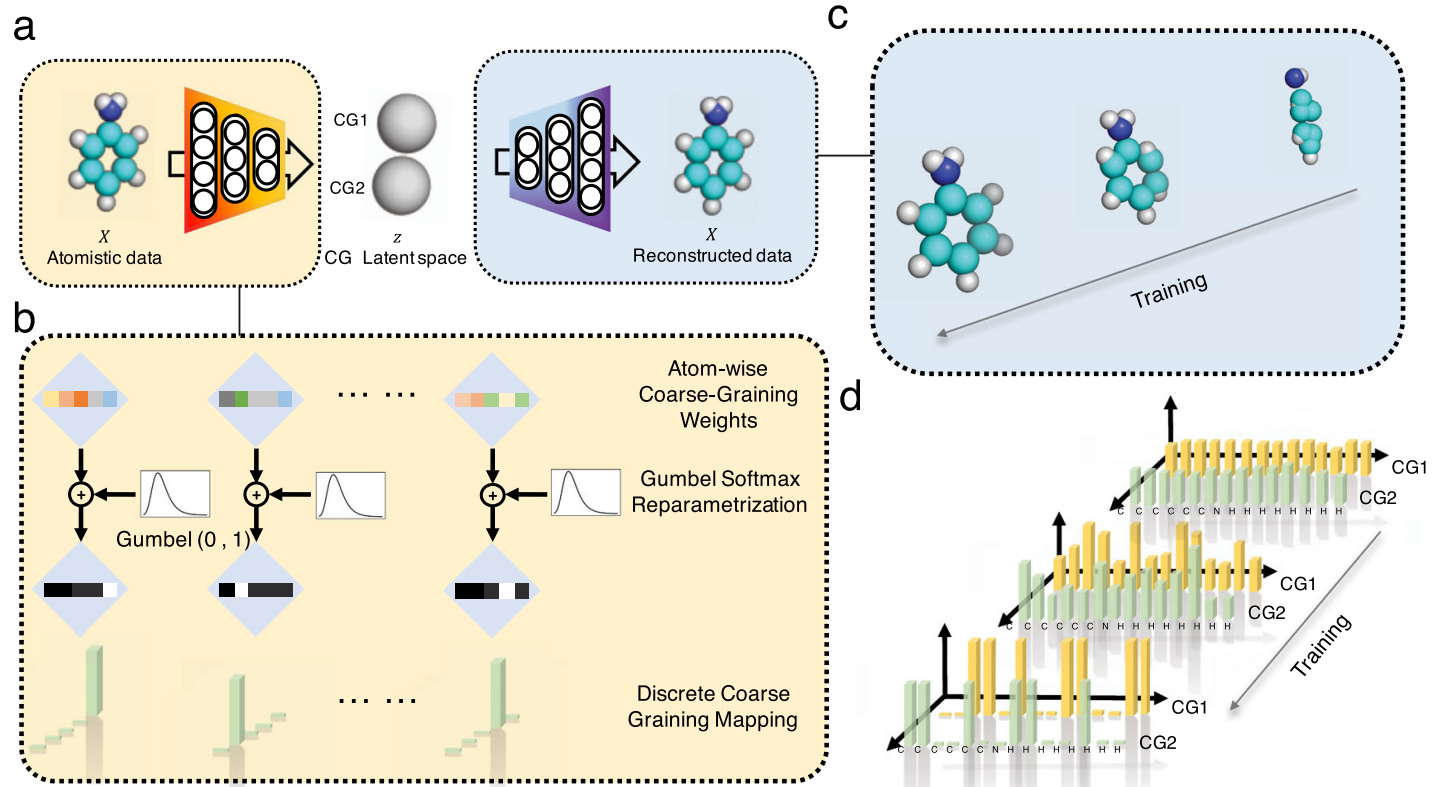 a
CG1
CG2
X
Atomistic data
z
CG Latent space
X
Reconstructed data
b
Atom-wise
Coarse-Graining
Weights
... ...
+
+
+
Gumbel Softmax
Reparametrization
Gumbel (0 , 1)
... ...
Discrete Coarse
Graining Mapping
c
Training
d
CG1
CG2
C C C C C C N H H H H H H H H
CG1
CG2
C C C C C C N H H H H H H H H
CG1
CG2
C C C C C C N H H H H H H H H
Training